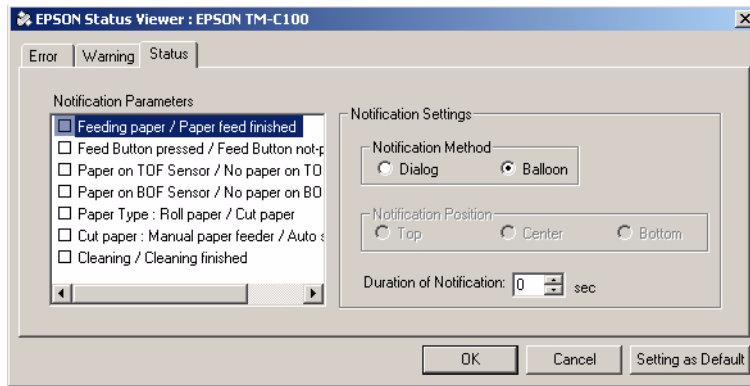 EPSON Status Viewer : EPSON TM-C100
Error Warning Status
Notification Parameters
Feeding paper / Paper feed finished
Feed Button pressed / Feed Button not-p
Paper on TOF Sensor / No paper on TO
Paper on BOF Sensor / No paper on BO
Paper Type : Roll paper / Cut paper
Cut paper : Manual paper feeder / Auto s
Cleaning / Cleaning finished
Notification Settings
Notification Method
Dialog Balloon
Notification Position
Top Center Bottom
Duration of Notification: 0 sec
OK Cancel Setting as Default